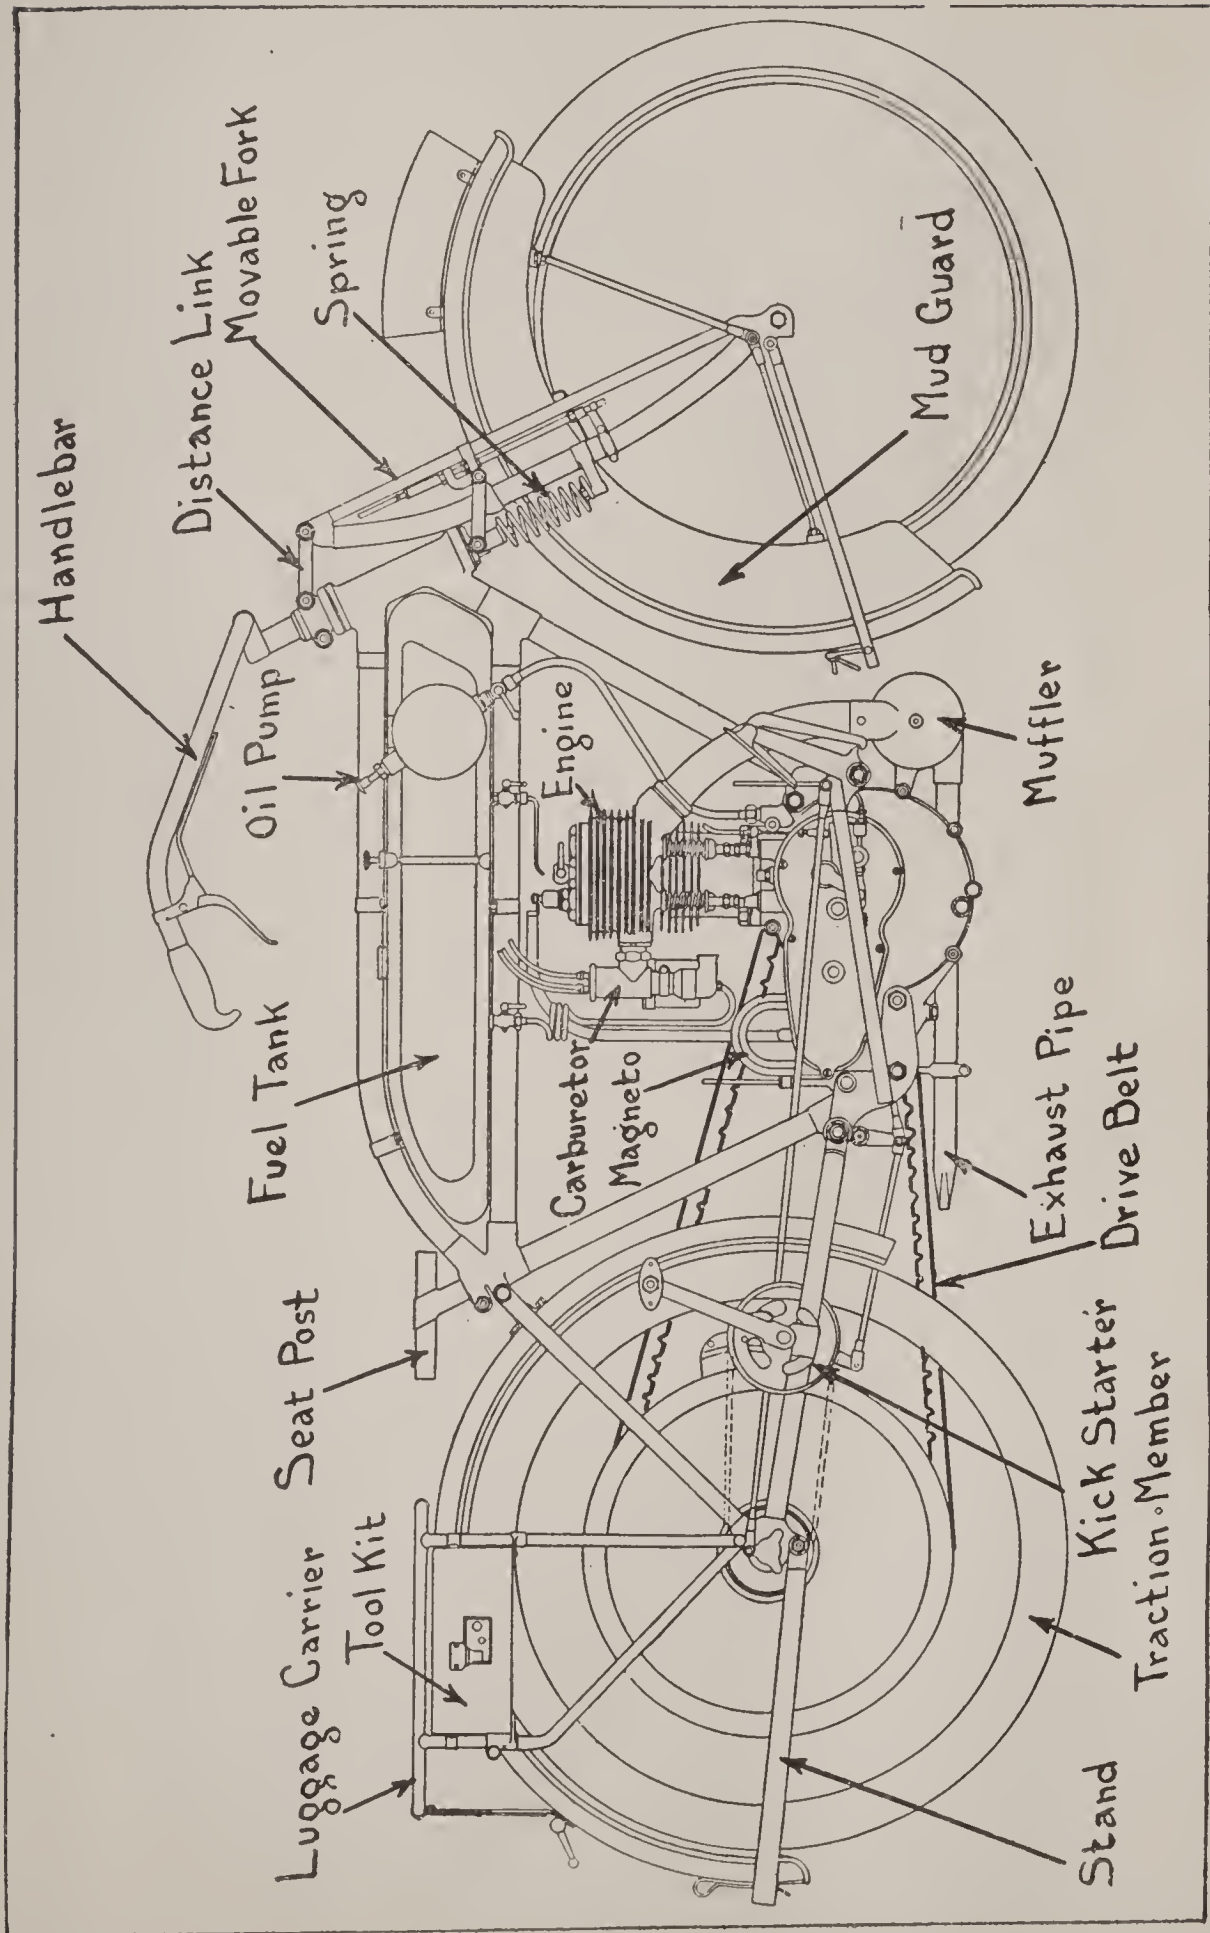 Handlebar
Distance Link
Movable Fork
Spring
Oil Pump
Fuel Tank
Seat Post
Luggage Carrier
Tool Kit
Engine
Carburetor
Magneto
Mud Guard
Muffler
Exhaust Pipe
Drive Belt
Kick Starter
Traction-Member
Stand